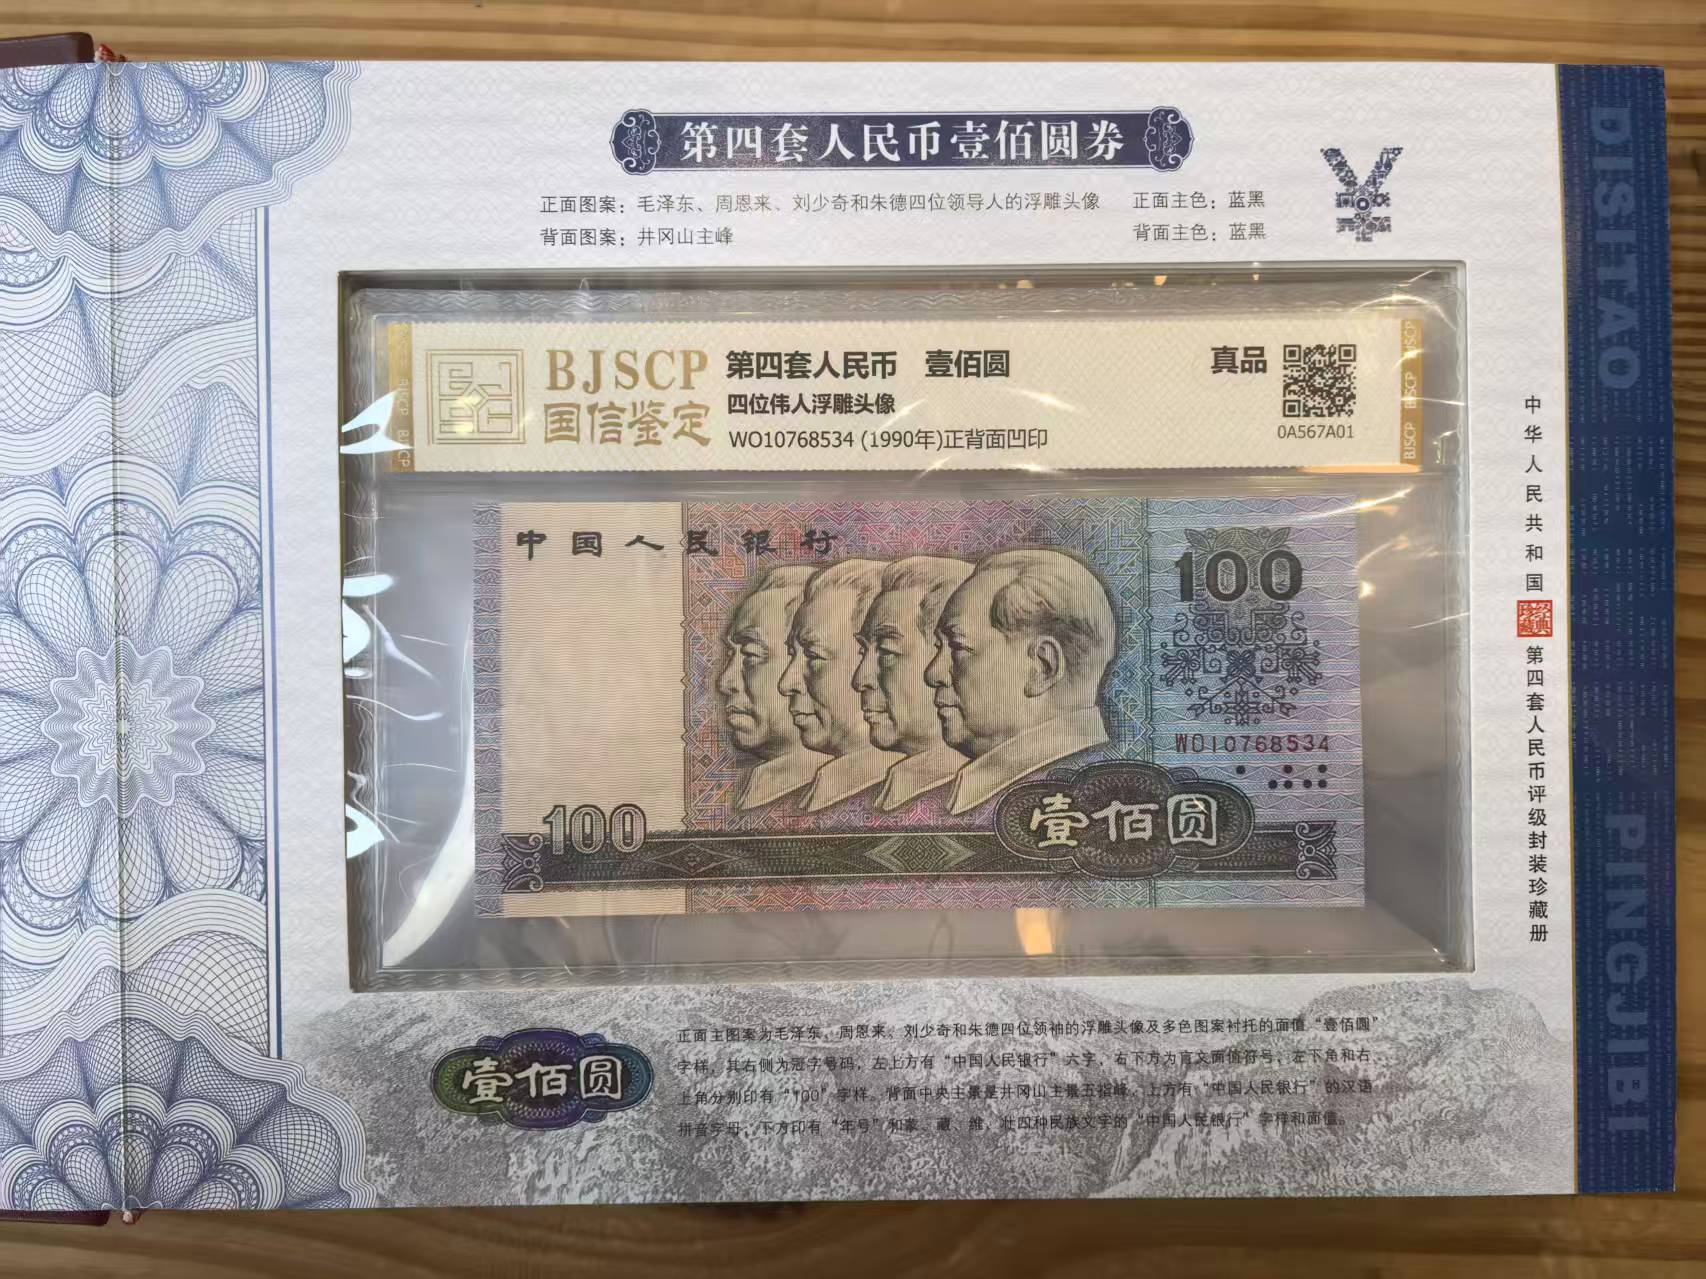 第四套人民币壹佰圆券
正面图案：毛泽东、周恩来、刘少奇和朱德四位领导人的浮雕头像 正面主色：蓝黑
背面图案：井冈山主峰 背面主色：蓝黑
BJSCP
国信鉴定
第四套人民币 壹佰圆
四位伟人浮雕头像
WO10768534 (1990年)正背面凹印
真品
0A567A01
BJSCP
BJSCP
BJSCP
BJSCP
BJSCP
中国人民银行
100
WO10768534
100
壹佰圆
壹佰圆
正面主图案为毛泽东、周恩来、刘少奇和朱德四位领袖的浮雕头像及多色图案衬托的面值“壹佰圆”
字样，其右侧为冠字号码，左上方有“中国人民银行”六字，右下方为盲文面值符号，左下角和右
上角分别印有“100”字样。背面中央主景是井冈山主景五指峰，上方有“中国人民银行”的汉语
拼音字母，下方印有“年号”和蒙、藏、维、壮四种民族文字的“中国人民银行”字样和面值。
中华人民共和国
第四套人民币评级封装珍藏册
DISITAO
PINGJIBI